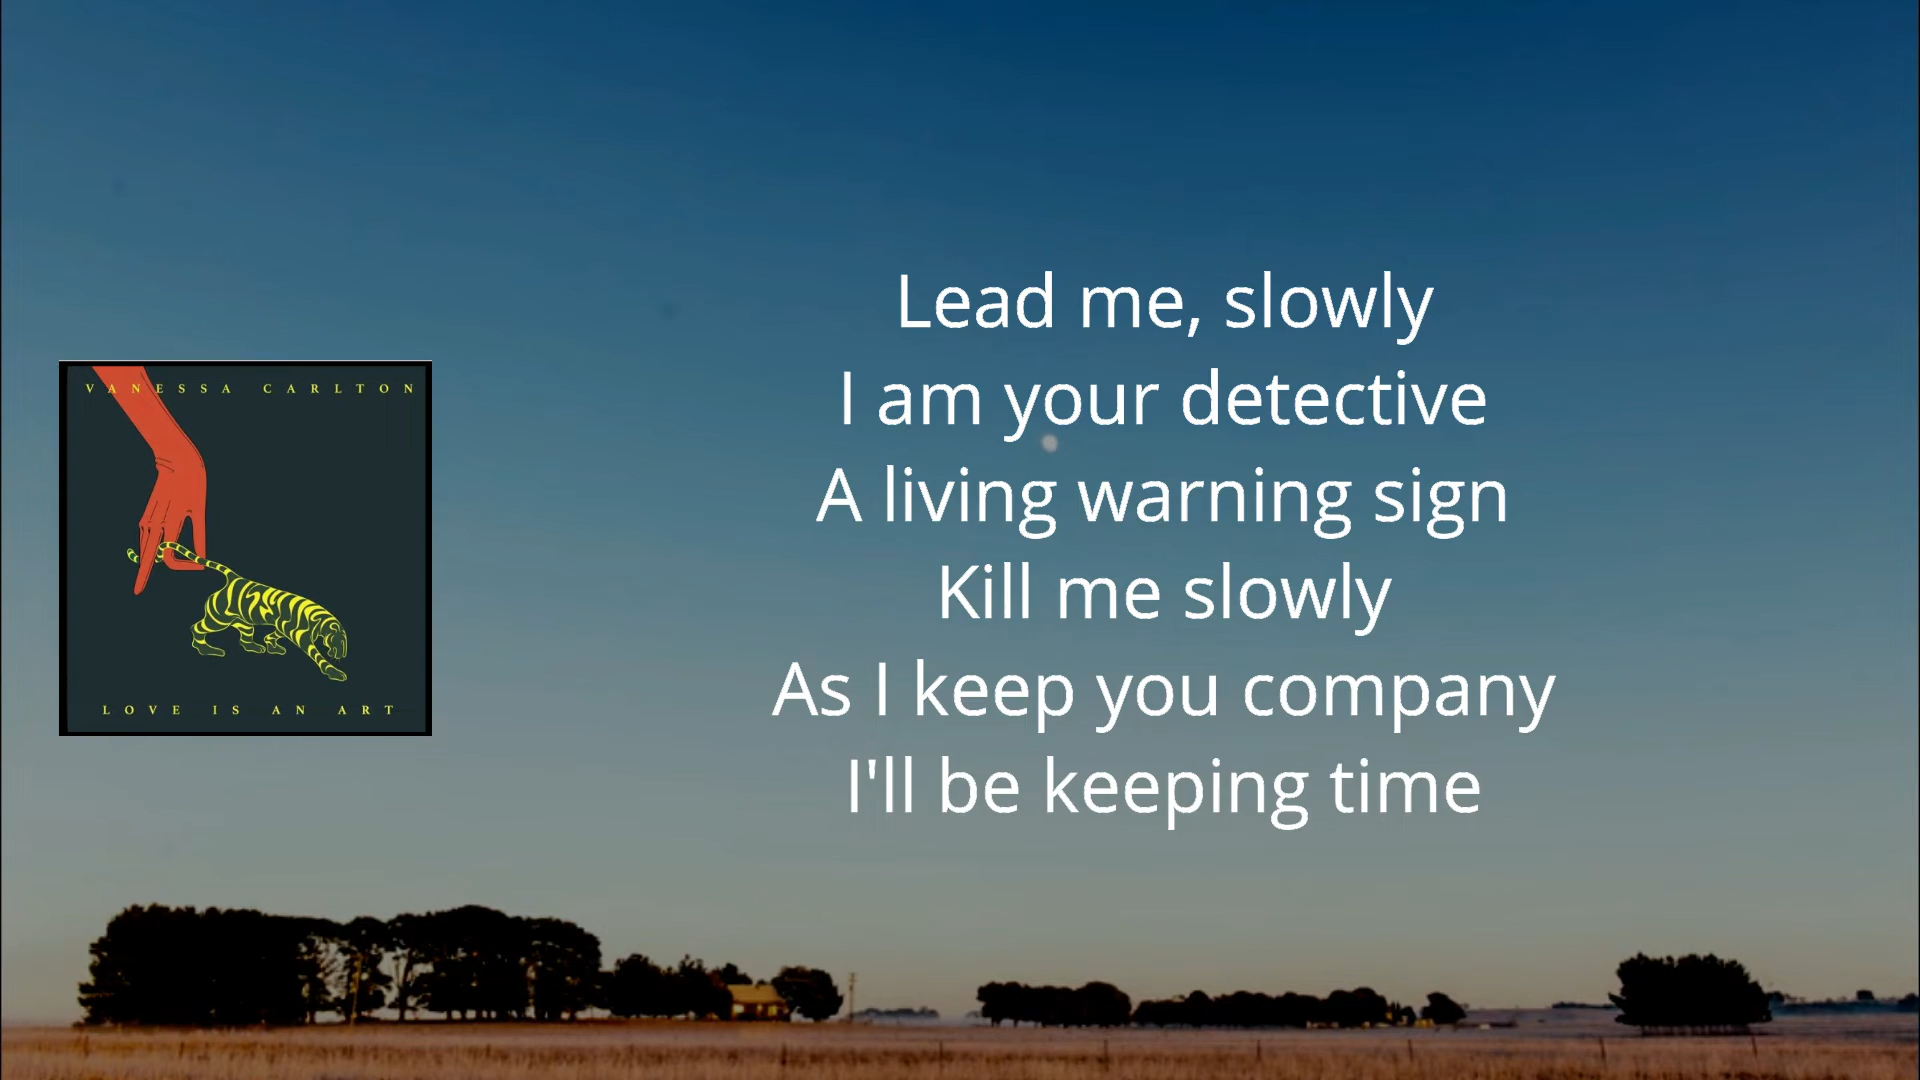 VANESSA CARLTON
LOVE IS AN ART
Lead me, slowly
I am your detective
A living warning sign
Kill me slowly
As I keep you company
I'll be keeping time